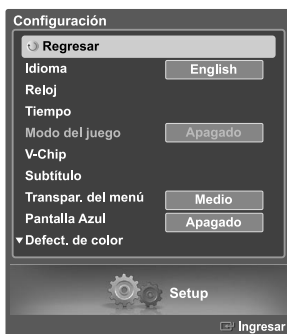 Configuración
Regresar
Idioma English
Reloj
Tiempo
Modo del juego Apagado
V-Chip
Subtítulo
Transpar. del menú Medio
Pantalla Azul Apagado
▼Defect. de color
Setup
Ingresar